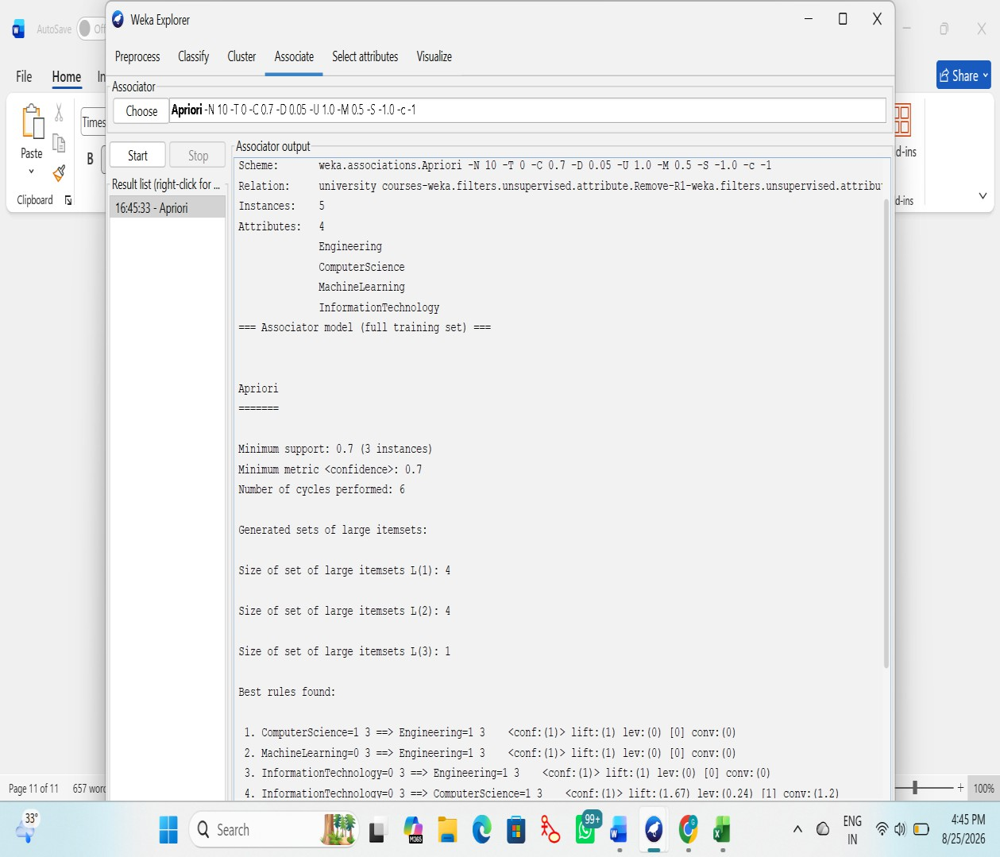 Weka Explorer
AutoSave
Off
Preprocess Classify Cluster Associate Select attributes Visualize
File Home In
Share
Associator
Choose Apriori -N 10 -T 0 -C 0.7 -D 0.05 -U 1.0 -M 0.5 -S -1.0 -c -1
Times
Paste
B
Clipboard
d-ins
d-ins
Start Stop
Result list (right-click for ...
16:45:33 - Apriori
Associator output
Scheme: weka.associations.Apriori -N 10 -T 0 -C 0.7 -D 0.05 -U 1.0 -M 0.5 -S -1.0 -c -1
Relation: university courses-weka.filters.unsupervised.attribute.Remove-R1-weka.filters.unsupervised.attribu
Instances: 5
Attributes: 4
Engineering
ComputerScience
MachineLearning
InformationTechnology
=== Associator model (full training set) ===
Apriori
=======
Minimum support: 0.7 (3 instances)
Minimum metric <confidence>: 0.7
Number of cycles performed: 6
Generated sets of large itemsets:
Size of set of large itemsets L(1): 4
Size of set of large itemsets L(2): 4
Size of set of large itemsets L(3): 1
Best rules found:
1. ComputerScience=1 3 ==> Engineering=1 3 <conf:(1)> lift:(1) lev:(0) [0] conv:(0)
2. MachineLearning=0 3 ==> Engineering=1 3 <conf:(1)> lift:(1) lev:(0) [0] conv:(0)
3. InformationTechnology=0 3 ==> Engineering=1 3 <conf:(1)> lift:(1) lev:(0) [0] conv:(0)
4. InformationTechnology=0 3 ==> ComputerScience=1 3 <conf:(1)> lift:(1.67) lev:(0.24) [1] conv:(1.2)
Page 11 of 11 657 word
100%
33°
Search
M365
99+
ENG
IN
4:45 PM
8/25/2026